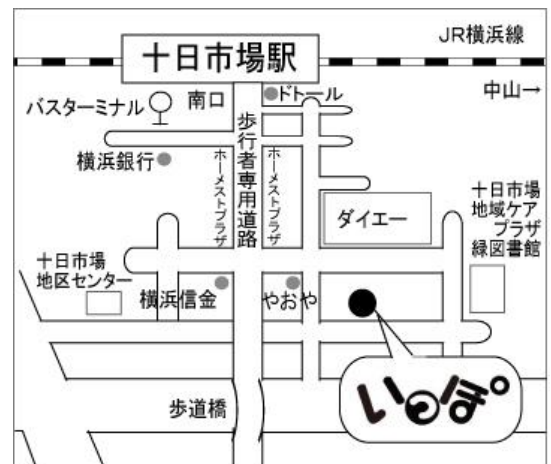 JR横浜線
十日市場駅
中山→
バスターミナル
南口
ドトール
歩行者専用道路
ホーメストプラザ
ホーメストプラザ
横浜銀行
ダイエー
十日市場
地域ケア
プラザ
緑図書館
十日市場
地区センター
横浜信金
やおや
いっぽ。
歩道橋